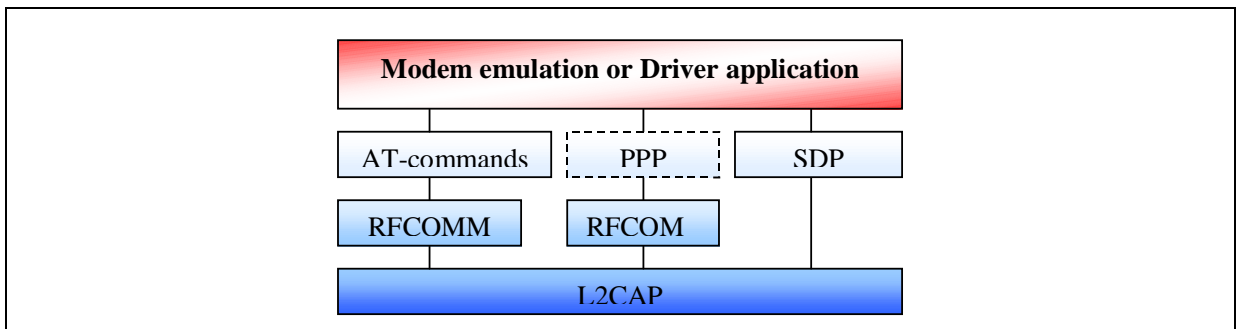 Modem emulation or Driver application
AT-commands
PPP
SDP
RFCOMM
RFCOM
L2CAP